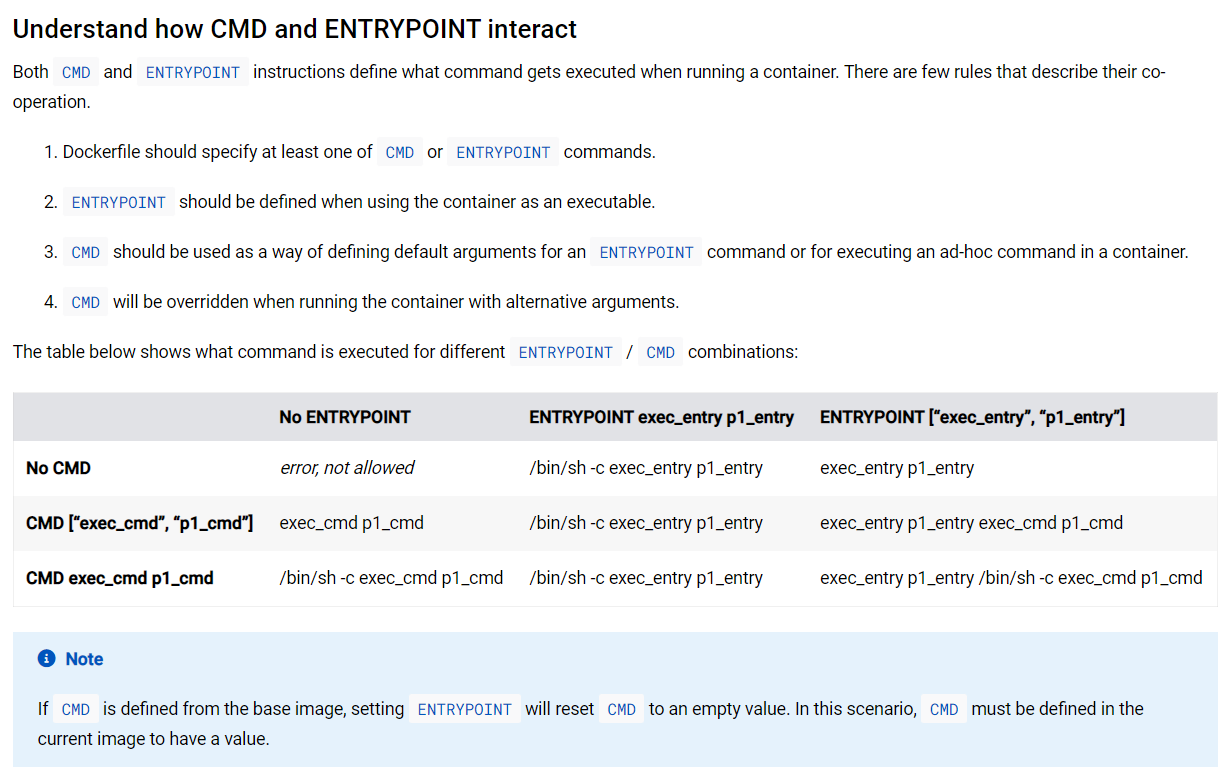 Understand how CMD and ENTRYPOINT interact
Both CMD and ENTRYPOINT instructions define what command gets executed when running a container. There are few rules that describe their co-
operation.
1. Dockerfile should specify at least one of CMD or ENTRYPOINT commands.
2. ENTRYPOINT should be defined when using the container as an executable.
3. CMD should be used as a way of defining default arguments for an ENTRYPOINT command or for executing an ad-hoc command in a container.
4. CMD will be overridden when running the container with alternative arguments.
The table below shows what command is executed for different ENTRYPOINT / CMD combinations:
No ENTRYPOINT ENTRYPOINT exec_entry p1_entry ENTRYPOINT [“exec_entry”, “p1_entry”]
No CMD error, not allowed /bin/sh -c exec_entry p1_entry exec_entry p1_entry
CMD [“exec_cmd”, “p1_cmd”] exec_cmd p1_cmd /bin/sh -c exec_entry p1_entry exec_entry p1_entry exec_cmd p1_cmd
CMD exec_cmd p1_cmd /bin/sh -c exec_cmd p1_cmd /bin/sh -c exec_entry p1_entry exec_entry p1_entry /bin/sh -c exec_cmd p1_cmd
Note
If CMD is defined from the base image, setting ENTRYPOINT will reset CMD to an empty value. In this scenario, CMD must be defined in the
current image to have a value.